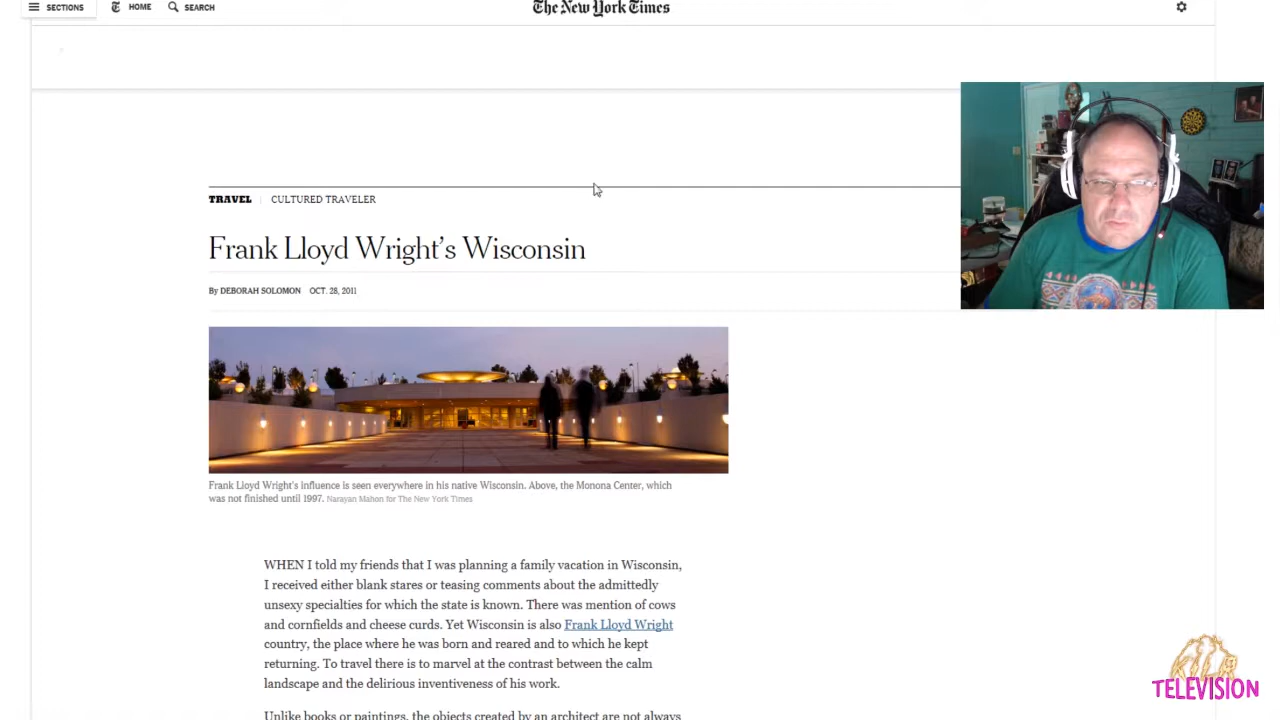 SECTIONS HOME SEARCH The New York Times
TRAVEL CULTURED TRAVELER
Frank Lloyd Wright's Wisconsin
By DEBORAH SOLOMON OCT. 28, 2011
Frank Lloyd Wright's influence is seen everywhere in his native Wisconsin. Above, the Monona Center, which
was not finished until 1997. Narayan Mahon for The New York Times
WHEN I told my friends that I was planning a family vacation in Wisconsin,
I received either blank stares or teasing comments about the admittedly
unsexy specialties for which the state is known. There was mention of cows
and cornfields and cheese curds. Yet Wisconsin is also Frank Lloyd Wright
country, the place where he was born and reared and to which he kept
returning. To travel there is to marvel at the contrast between the calm
landscape and the delirious inventiveness of his work.
Unlike books or paintings, the objects created by an architect are not always
TELEVISION